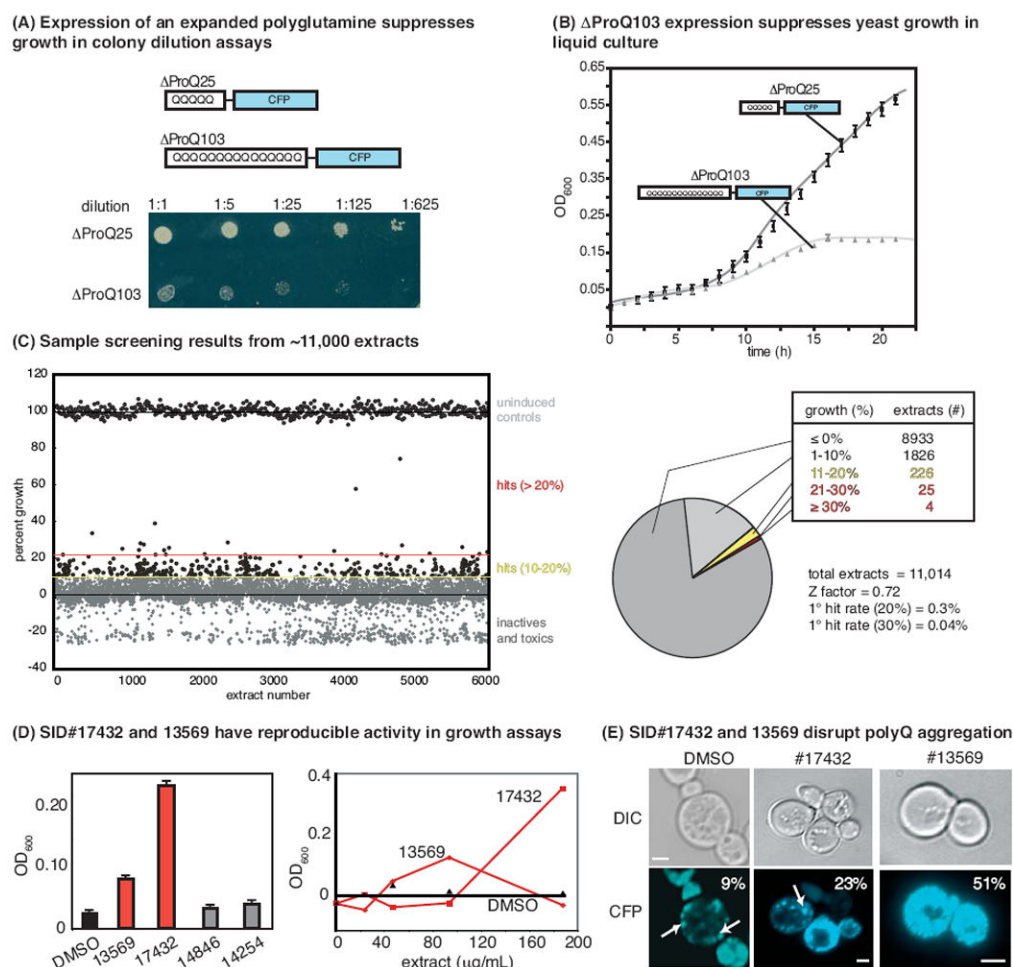 (A) Expression of an expanded polyglutamine suppresses
growth in colony dilution assays
ΔProQ25
QQQQQ CFP
ΔProQ103
QQQQQQQQQQQQQQQ CFP
dilution 1:1 1:5 1:25 1:125 1:625
ΔProQ25
ΔProQ103
(B) ΔProQ103 expression suppresses yeast growth in
liquid culture
0.65
0.55
0.45
0.35
0.25
0.15
0.05
OD600
ΔProQ25
QQQQQ CFP
ΔProQ103
CFP
0 5 10 15 20
time (h)
(C) Sample screening results from ~11,000 extracts
120
100
80
60
40
20
0
-20
-40
percent growth
0 1000 2000 3000 4000 5000 6000
extract number
uninduced
controls
hits (> 20%)
hits (10-20%)
inactives
and toxics
growth (%) extracts (#)
≤ 0% 8933
1-10% 1826
11-20% 226
21-30% 25
≥ 30% 4
total extracts = 11,014
Z factor = 0.72
1° hit rate (20%) = 0.3%
1° hit rate (30%) = 0.04%
(D) SID#17432 and 13569 have reproducible activity in growth assays
0.20
0.10
0
OD600
DMSO 13569 17432 14846 14254
0.4
0.2
0
OD600
17432
13569
DMSO
0 40 80 120 160 200
extract (μg/mL)
(E) SID#17432 and 13569 disrupt polyQ aggregation
DMSO #17432 #13569
DIC
CFP
9% 23% 51%